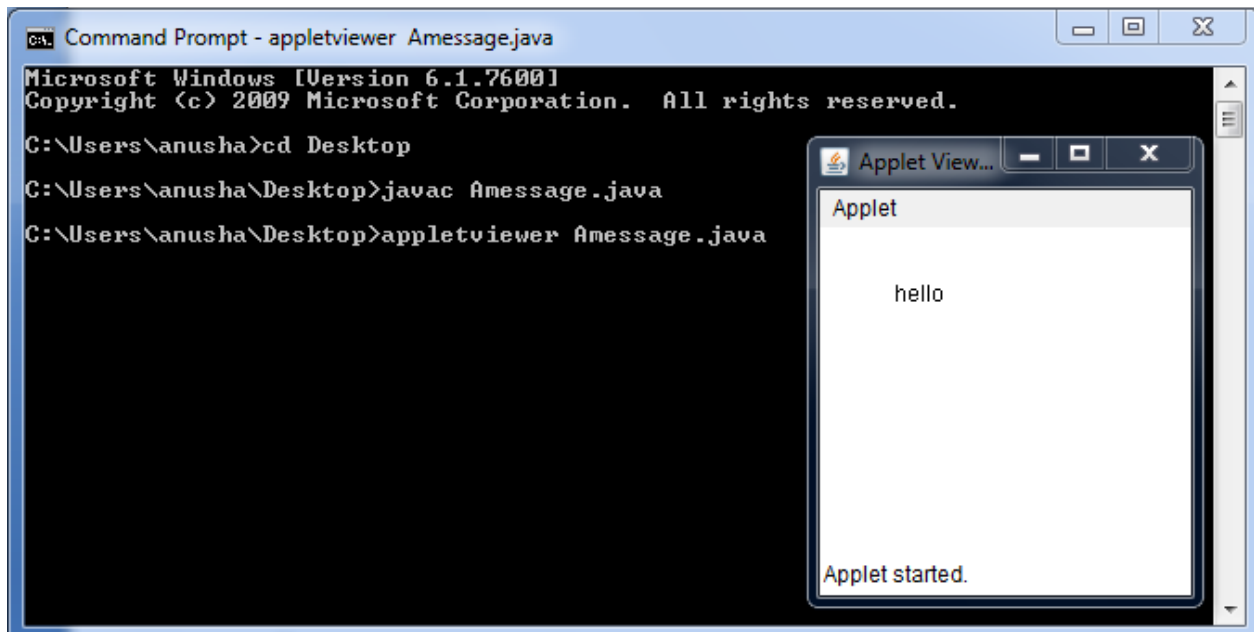 Command Prompt - appletviewer  Amessage.java
Microsoft Windows [Version 6.1.7600]
Copyright (c) 2009 Microsoft Corporation.  All rights reserved.
C:\Users\anusha>cd Desktop
C:\Users\anusha\Desktop>javac Amessage.java
C:\Users\anusha\Desktop>appletviewer Amessage.java
Applet View...
Applet
hello
Applet started.